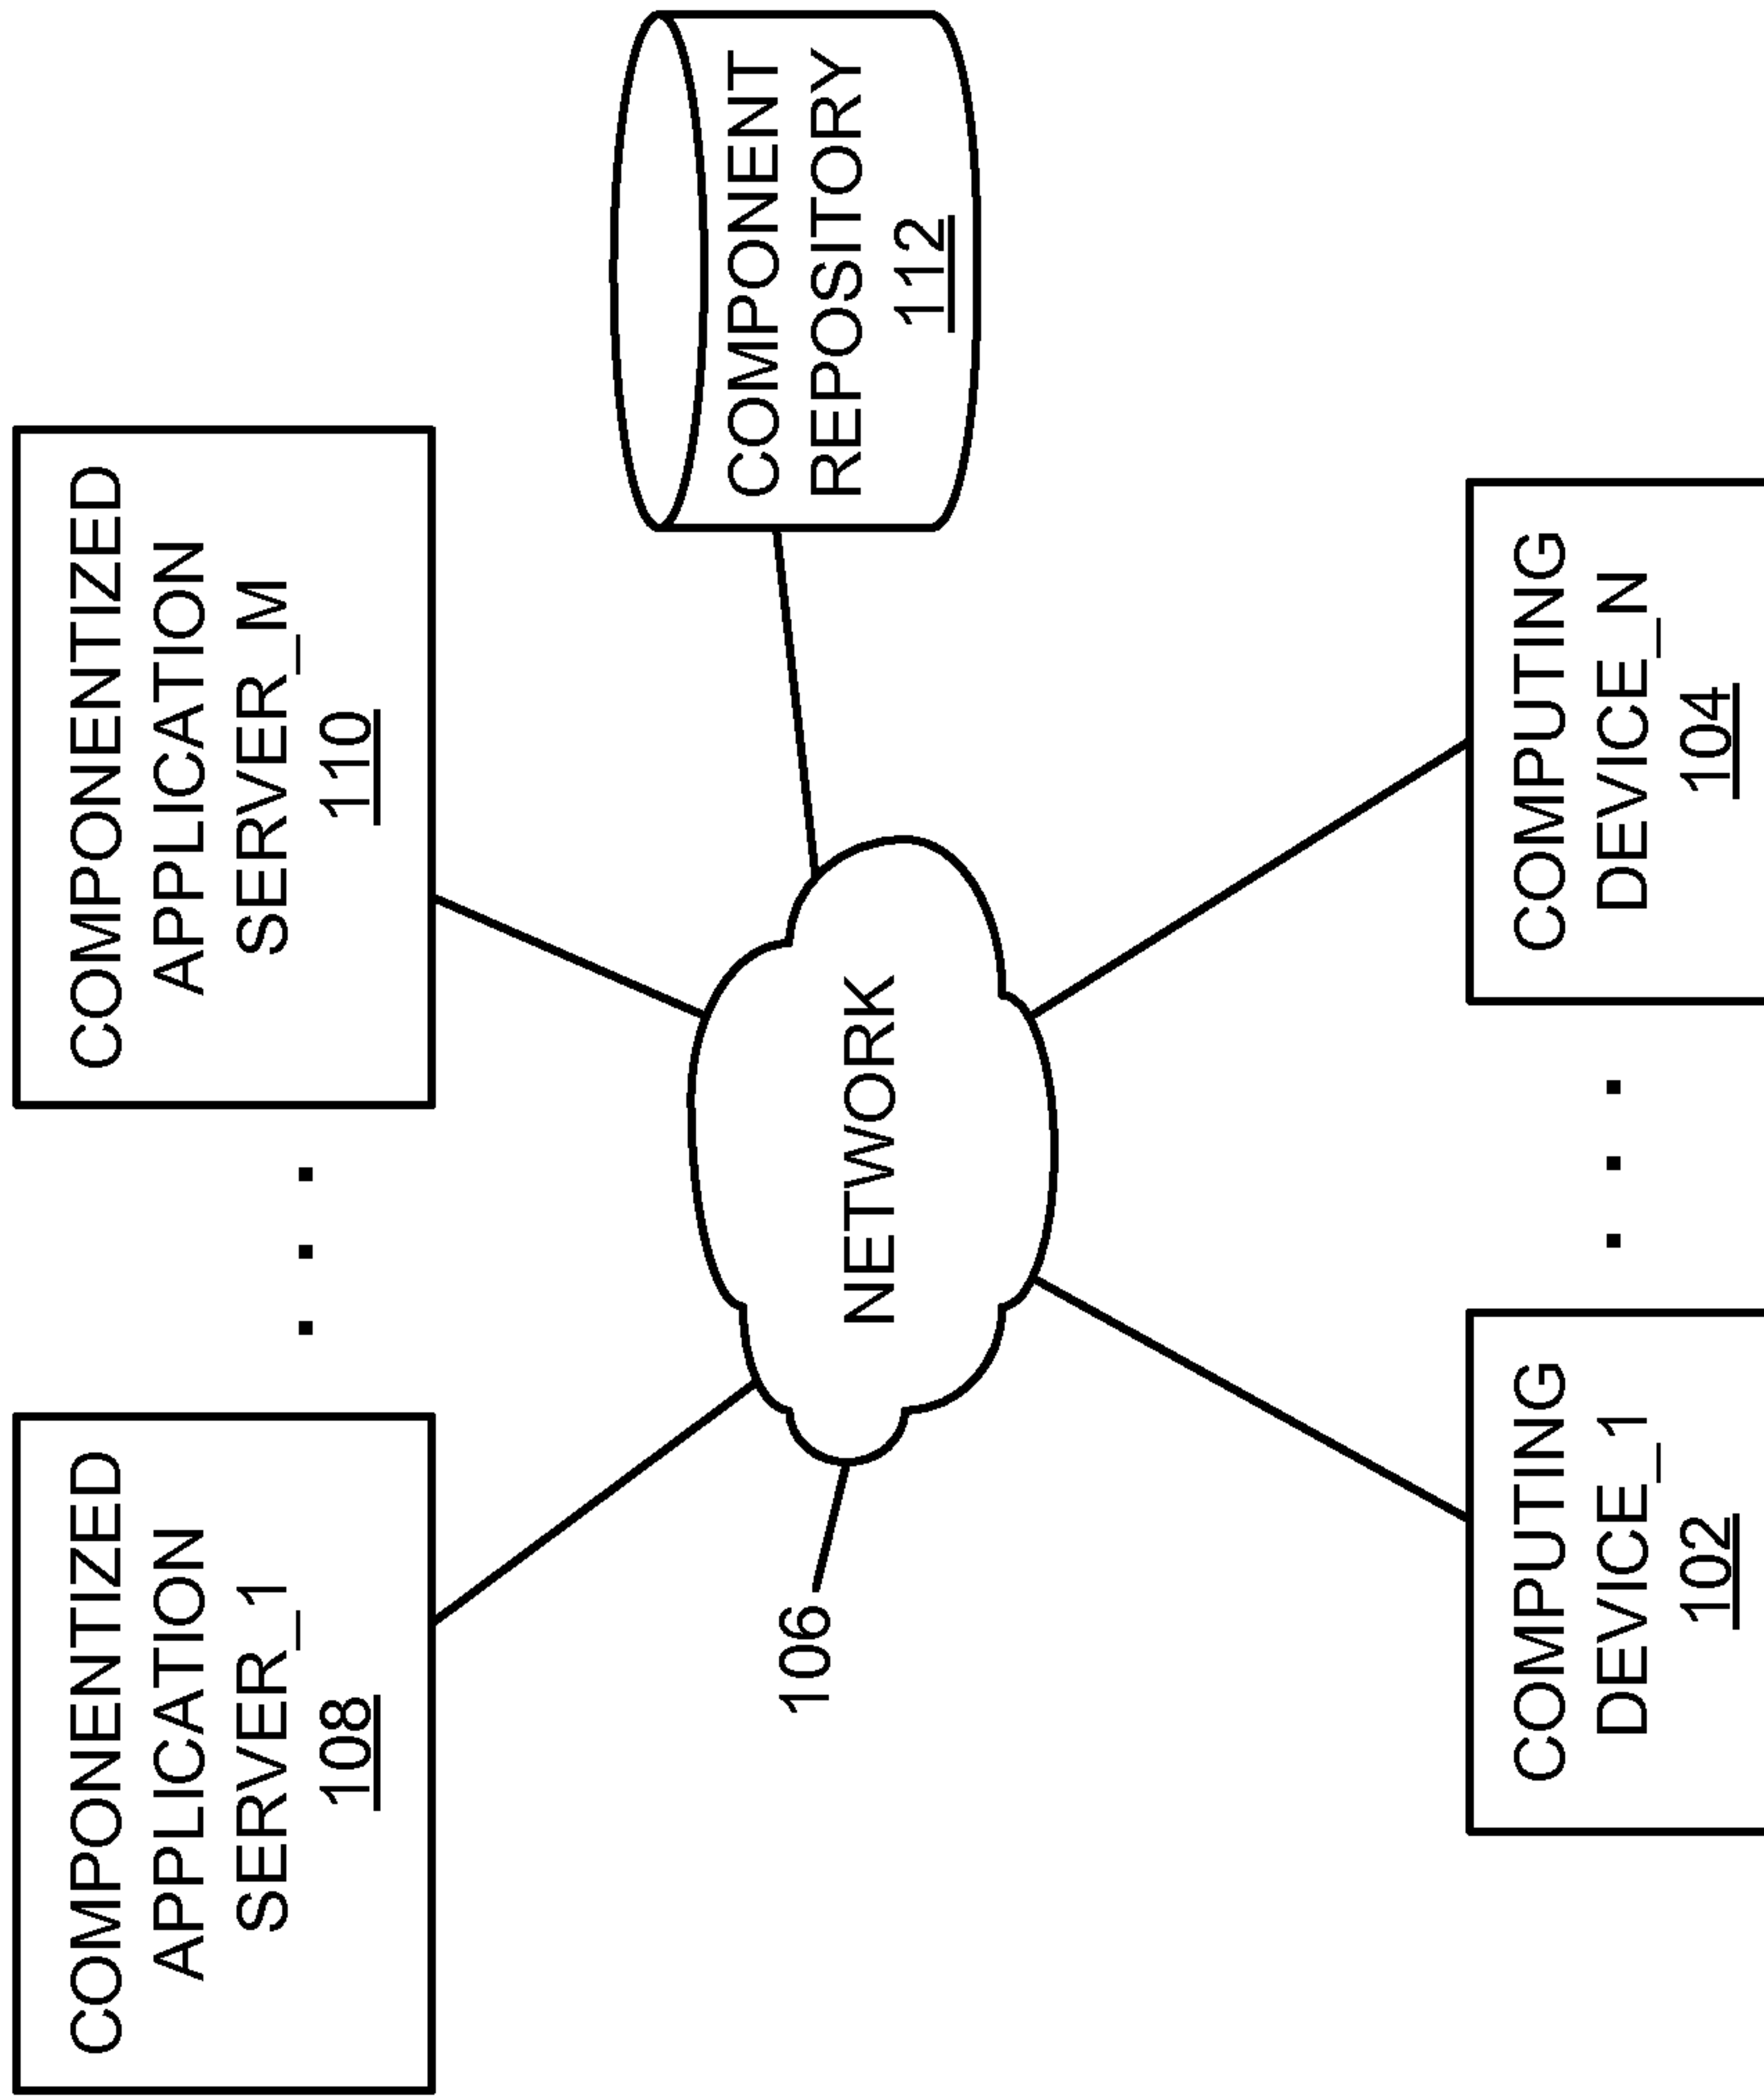 COMPONENTIZED
APPLICATION
SERVER_1
108
COMPONENTIZED
APPLICATION
SERVER_M
110
COMPONENT
REPOSITORY
112
NETWORK
106
COMPUTING
DEVICE_1
102
COMPUTING
DEVICE_N
104